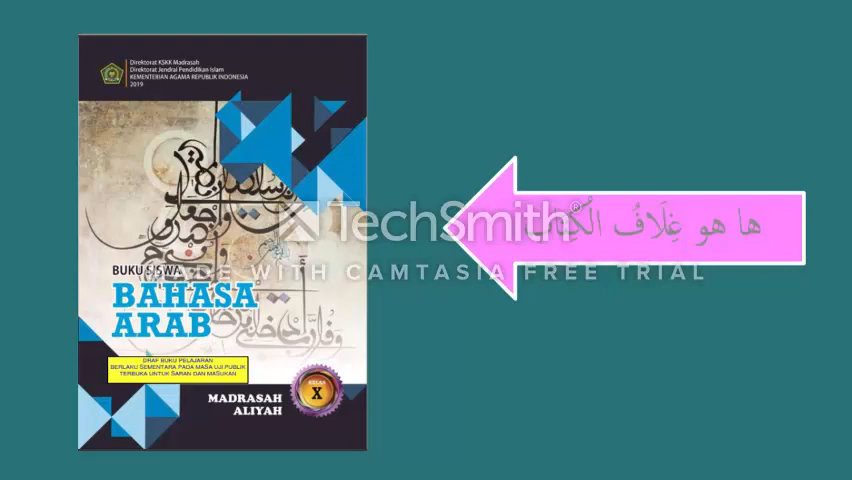 Direktorat KSKK Madrasah
Direktorat Jendral Pendidikan Islam
KEMENTERIAN AGAMA REPUBLIK INDONESIA
2019
BUKU SISWA
BAHASA
ARAB
DRAF BUKU PELAJARAN
BERLAKU SEMENTARA PADA MASA UJI PUBLIK
TERBUKA UNTUK SARAN DAN MASUKAN
KELAS
X
MADRASAH
ALIYAH
ها هو غِلَافُ الْكِتَابِ
TechSmith®
MADE WITH CAMTASIA FREE TRIAL